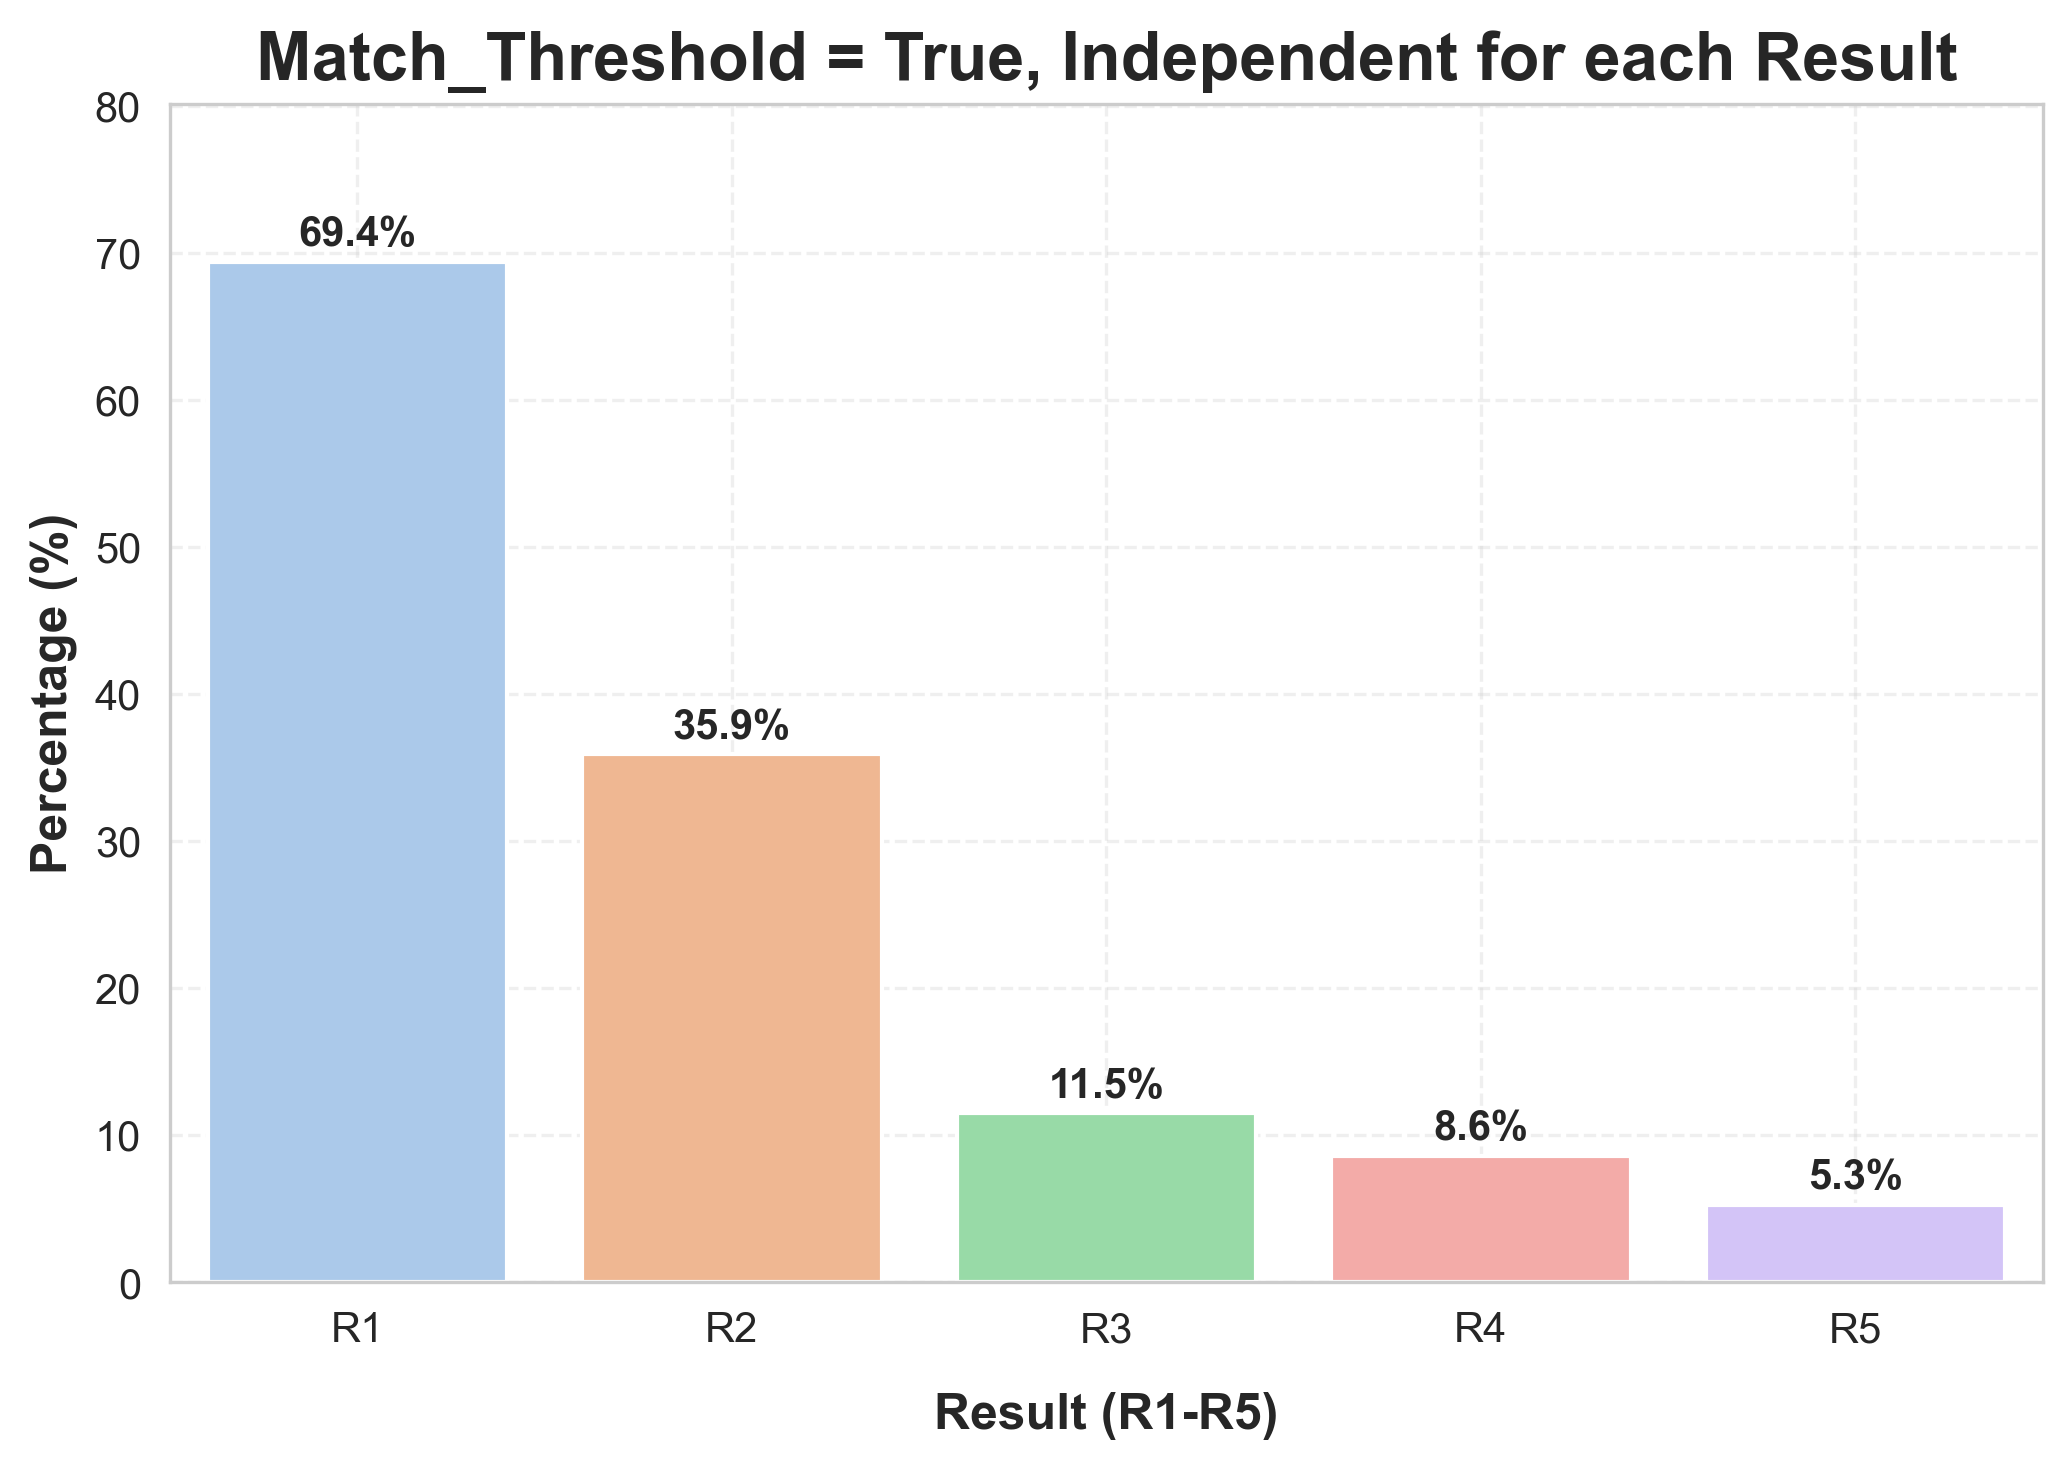 Match_Threshold = True, Independent for each Result
80
70
60
50
40
30
20
10
0
Percentage (%)
69.4%
35.9%
11.5%
8.6%
5.3%
R1
R2
R3
R4
R5
Result (R1-R5)